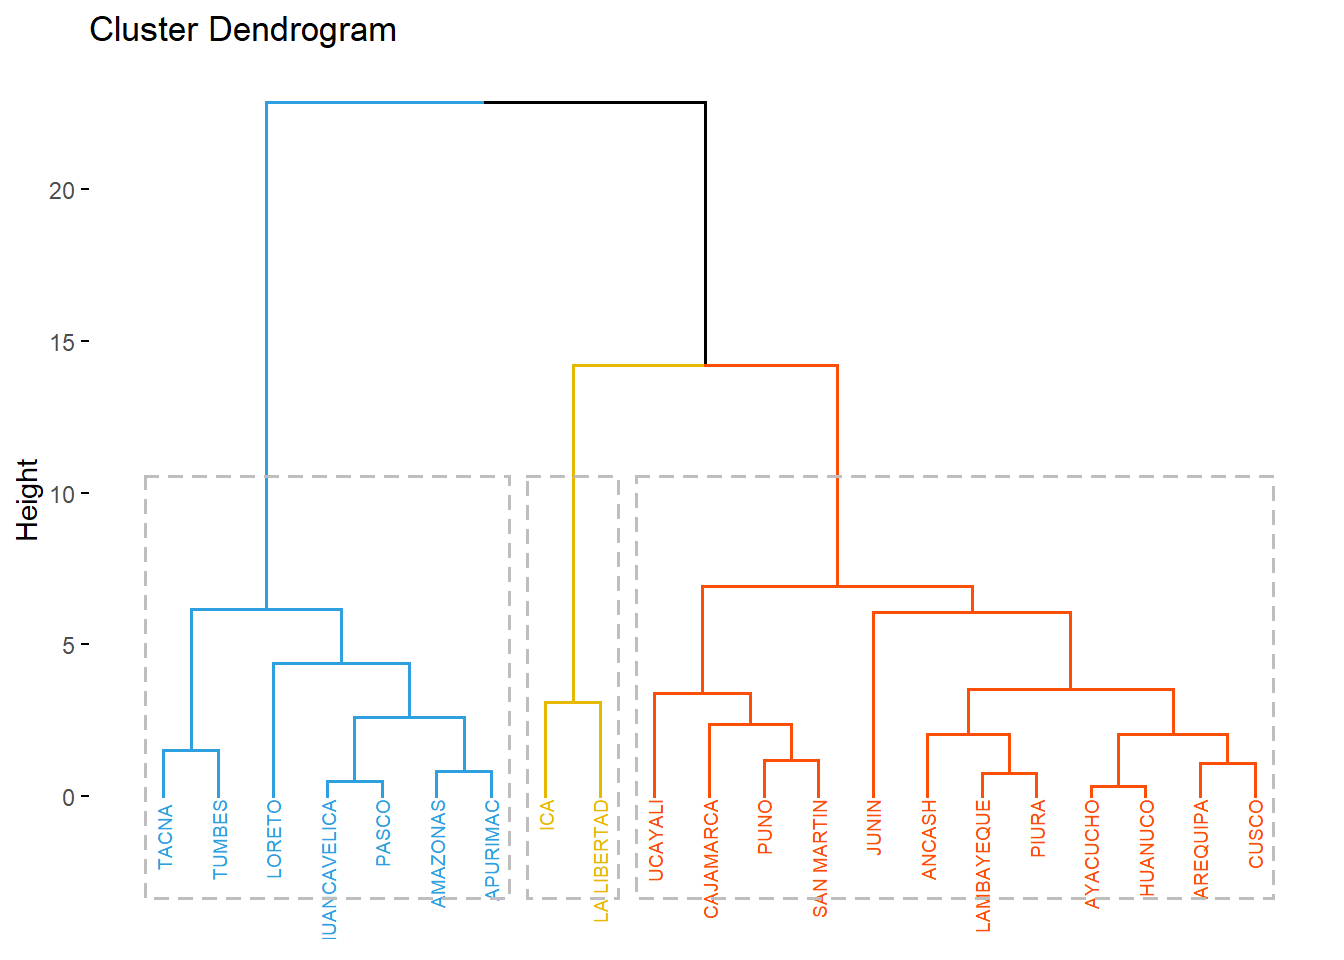 Cluster Dendrogram
Height
20
15
10
5
0
TACNA
TUMBES
LORETO
IUANCAVELICA
PASCO
AMAZONAS
APURIMAC
ICA
LA LIBERTAD
UCAYALI
CAJAMARCA
PUNO
SAN MARTIN
JUNIN
ANCASH
LAMBAYEQUE
PIURA
AYACUCHO
HUANUCO
AREQUIPA
CUSCO